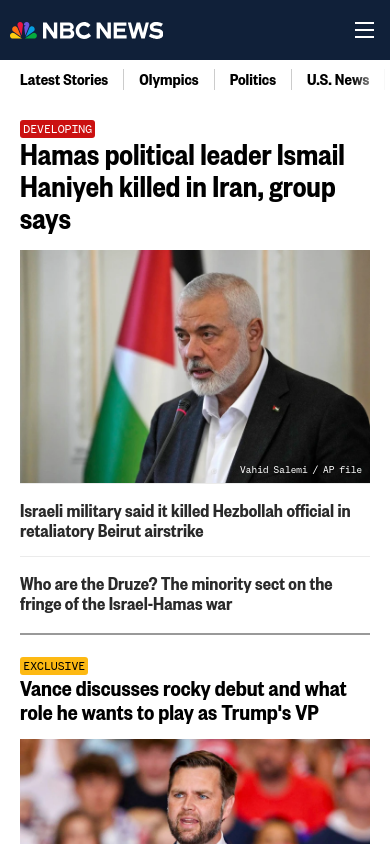 NBC NEWS
Latest Stories Olympics Politics U.S. News
DEVELOPING
Hamas political leader Ismail
Haniyeh killed in Iran, group
says
Vahid Salemi / AP file
Israeli military said it killed Hezbollah official in
retaliatory Beirut airstrike
Who are the Druze? The minority sect on the
fringe of the Israel-Hamas war
EXCLUSIVE
Vance discusses rocky debut and what
role he wants to play as Trump's VP